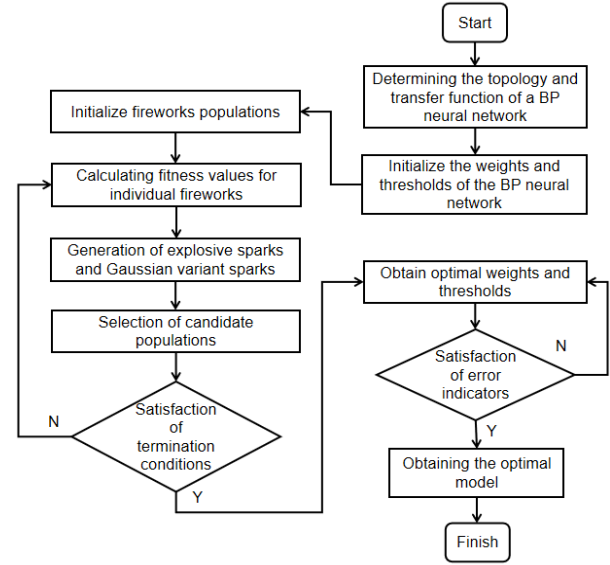 Start
Determining the topology and
transfer function of a BP
neural network
Initialize the weights and
thresholds of the BP neural
network
Initialize fireworks populations
Calculating fitness values for
individual fireworks
Generation of explosive sparks
and Gaussian variant sparks
Selection of candidate
populations
Satisfaction
of
termination
conditions
N
Y
Obtain optimal weights and
thresholds
Satisfaction
of error
indicators
N
Y
Obtaining the optimal
model
Finish